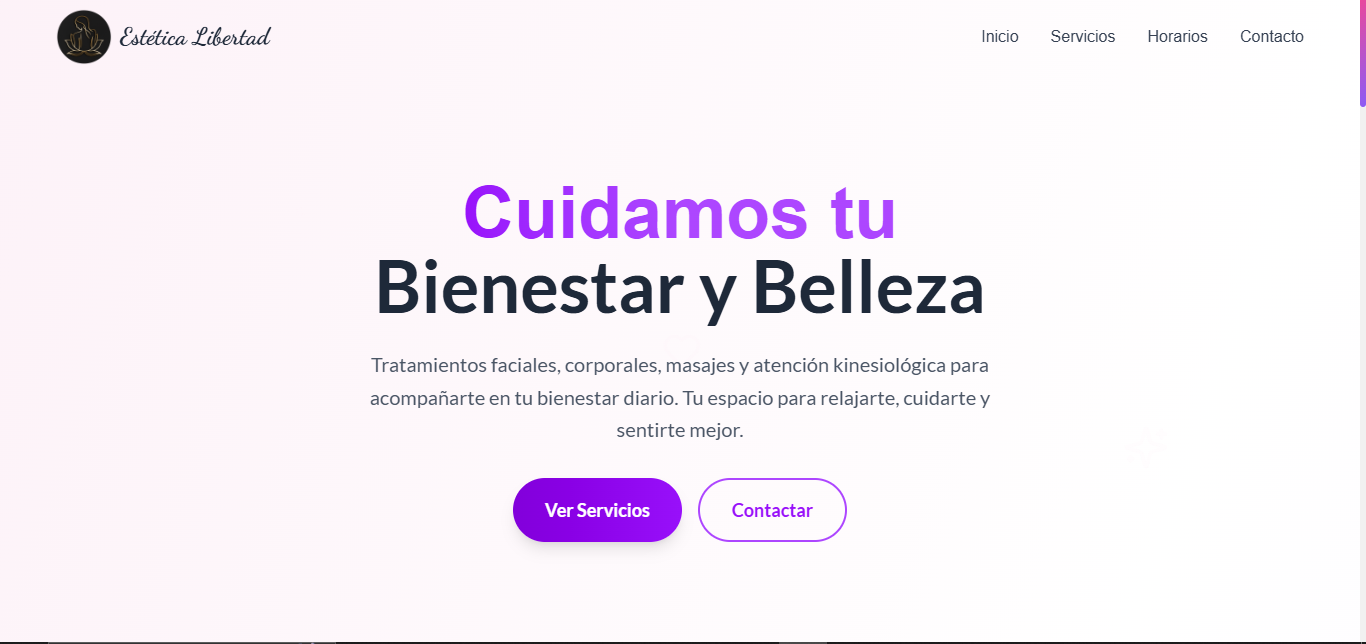 Estética Libertad
Inicio Servicios Horarios Contacto
Cuidamos tu
Bienestar y Belleza
Tratamientos faciales, corporales, masajes y atención kinesiológica para
acompañarte en tu bienestar diario. Tu espacio para relajarte, cuidarte y
sentirte mejor.
Ver Servicios Contactar